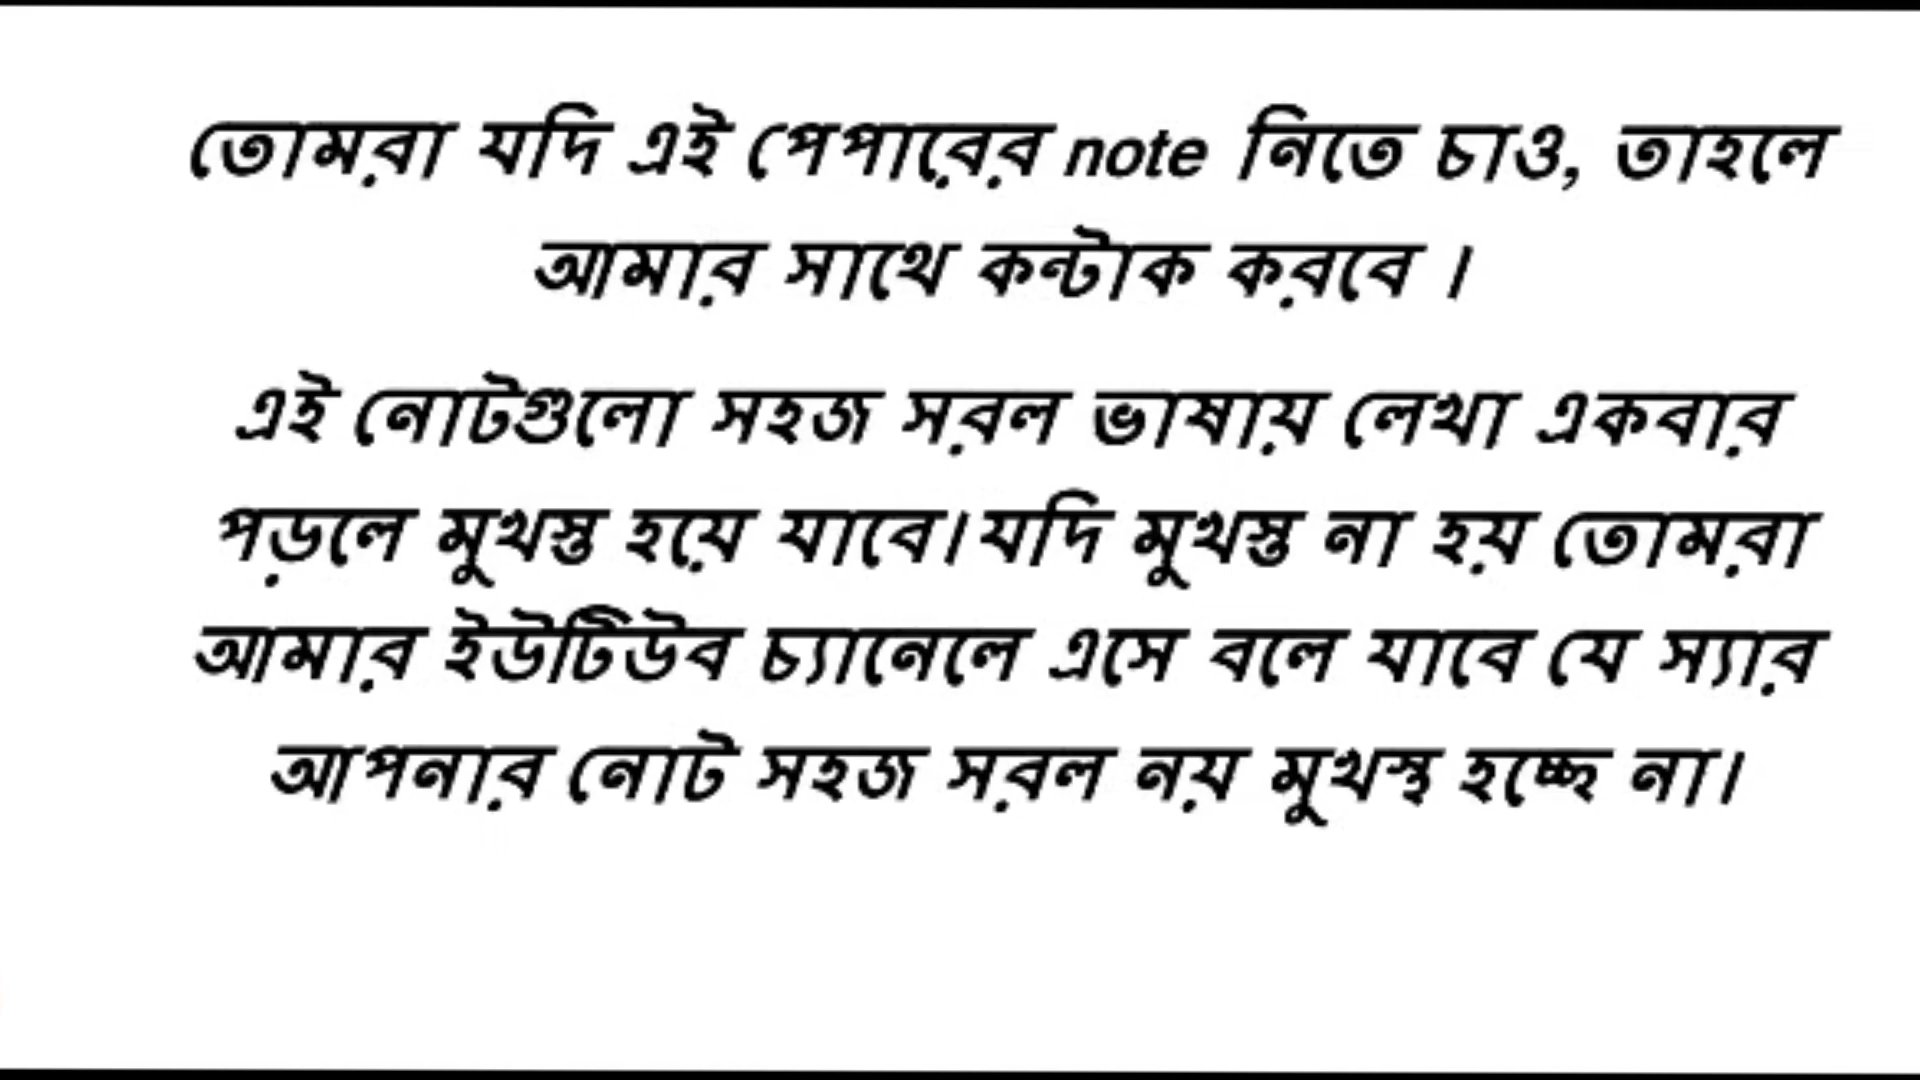 তোমরা যদি এই পেপারের note নিতে চাও, তাহলে
আমার সাথে কন্টাক করবে ।
এই নোটগুলো সহজ সরল ভাষায় লেখা একবার
পড়লে মুখস্ত হয়ে যাবে। যদি মুখস্ত না হয় তোমরা
আমার ইউটিউব চ্যানেলে এসে বলে যাবে যে স্যার
আপনার নোট সহজ সরল নয় মুখস্থ হচ্ছে না।